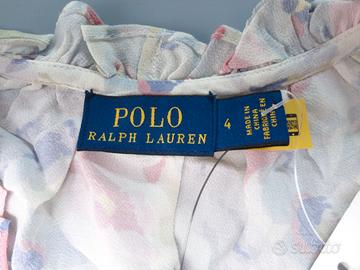 POLO
RALPH LAUREN
4
MADE IN
CHINA
FABRIQUÉ EN
CHINE
SUBITO